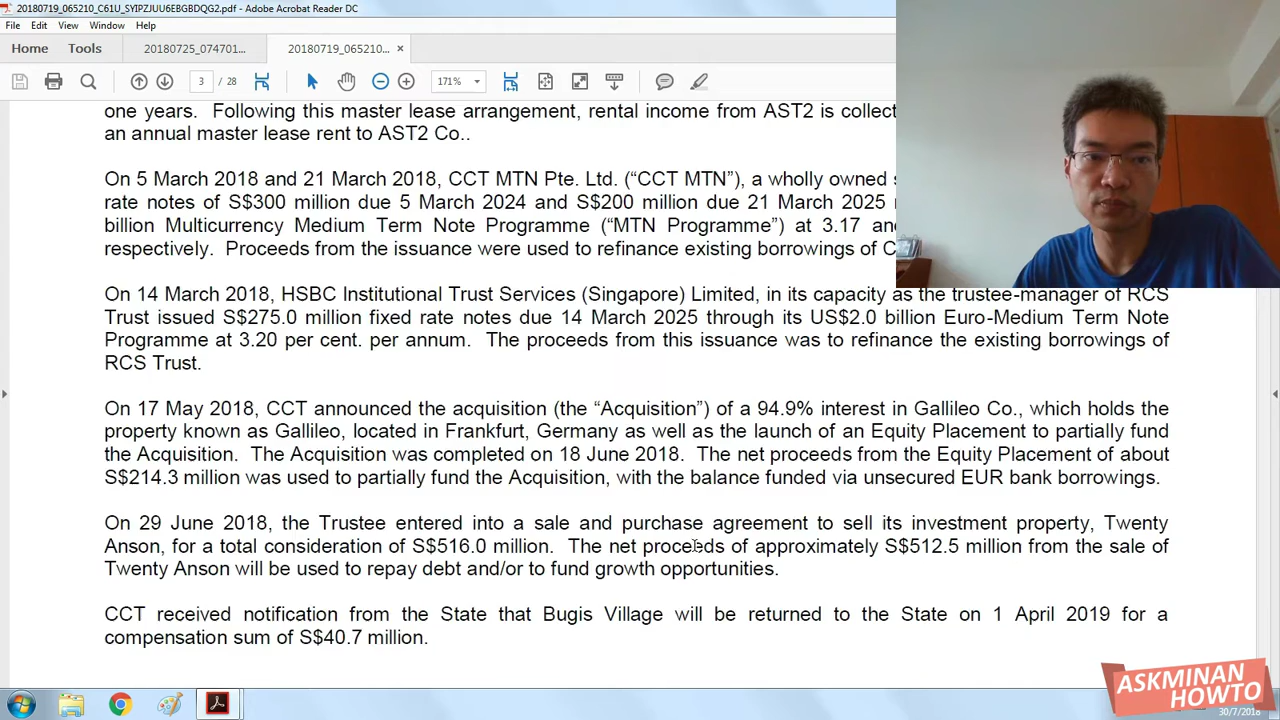 20180719_065210_C61U_SYIPZJUU6EBGBDQG2.pdf - Adobe Acrobat Reader DC
File Edit View Window Help
Home Tools 20180725_074701... 20180719_065210... ×
3 / 28 171%
one years. Following this master lease arrangement, rental income from AST2 is collec
an annual master lease rent to AST2 Co..
On 5 March 2018 and 21 March 2018, CCT MTN Pte. Ltd. (“CCT MTN”), a wholly owned s
rate notes of S$300 million due 5 March 2024 and S$200 million due 21 March 2025
billion Multicurrency Medium Term Note Programme (“MTN Programme”) at 3.17 and
respectively. Proceeds from the issuance were used to refinance existing borrowings of C
On 14 March 2018, HSBC Institutional Trust Services (Singapore) Limited, in its capacity as the trustee-manager of RCS
Trust issued S$275.0 million fixed rate notes due 14 March 2025 through its US$2.0 billion Euro-Medium Term Note
Programme at 3.20 per cent. per annum. The proceeds from this issuance was to refinance the existing borrowings of
RCS Trust.
On 17 May 2018, CCT announced the acquisition (the “Acquisition”) of a 94.9% interest in Gallileo Co., which holds the
property known as Gallileo, located in Frankfurt, Germany as well as the launch of an Equity Placement to partially fund
the Acquisition. The Acquisition was completed on 18 June 2018. The net proceeds from the Equity Placement of about
S$214.3 million was used to partially fund the Acquisition, with the balance funded via unsecured EUR bank borrowings.
On 29 June 2018, the Trustee entered into a sale and purchase agreement to sell its investment property, Twenty
Anson, for a total consideration of S$516.0 million. The net proceeds of approximately S$512.5 million from the sale of
Twenty Anson will be used to repay debt and/or to fund growth opportunities.
CCT received notification from the State that Bugis Village will be returned to the State on 1 April 2019 for a
compensation sum of S$40.7 million.
ASKMINAN
HOWTO
30/7/2018